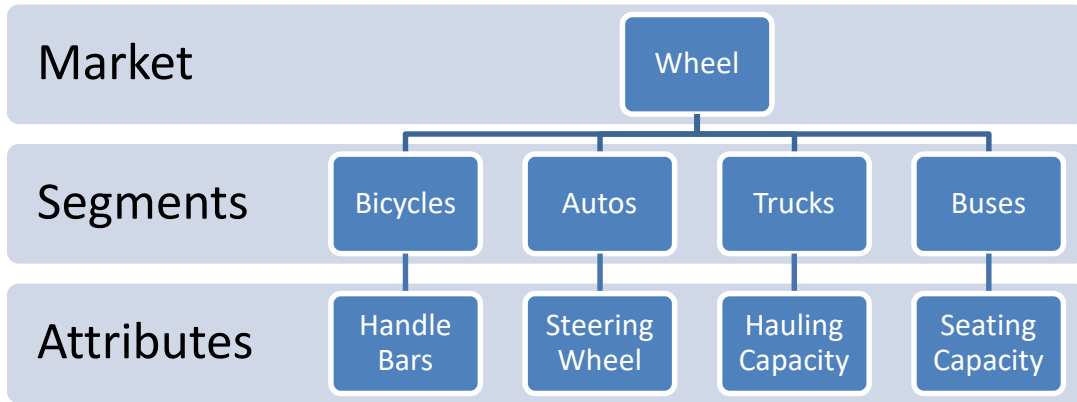 Market
Wheel
Segments
Bicycles
Autos
Trucks
Buses
Attributes
Handle
Bars
Steering
Wheel
Hauling
Capacity
Seating
Capacity